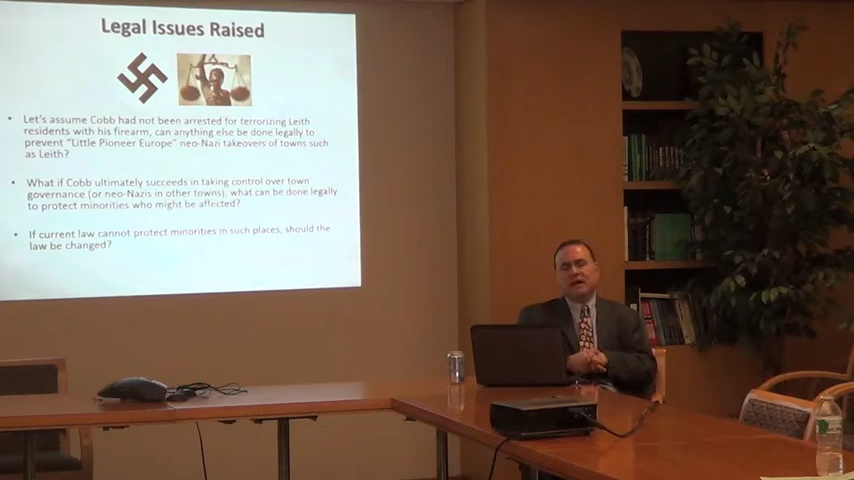 Legal Issues Raised
• Let's assume Cobb had not been arrested for terrorizing Leith
residents with his firearm, can anything else be done legally to
prevent "Little Pioneer Europe" neo-Nazi takeovers of towns such
as Leith?
• What if Cobb ultimately succeeds in taking control over town
governance (or neo-Nazis in other towns), what can be done legally
to protect minorities who might be affected?
• If current law cannot protect minorities in such places, should the
law be changed?